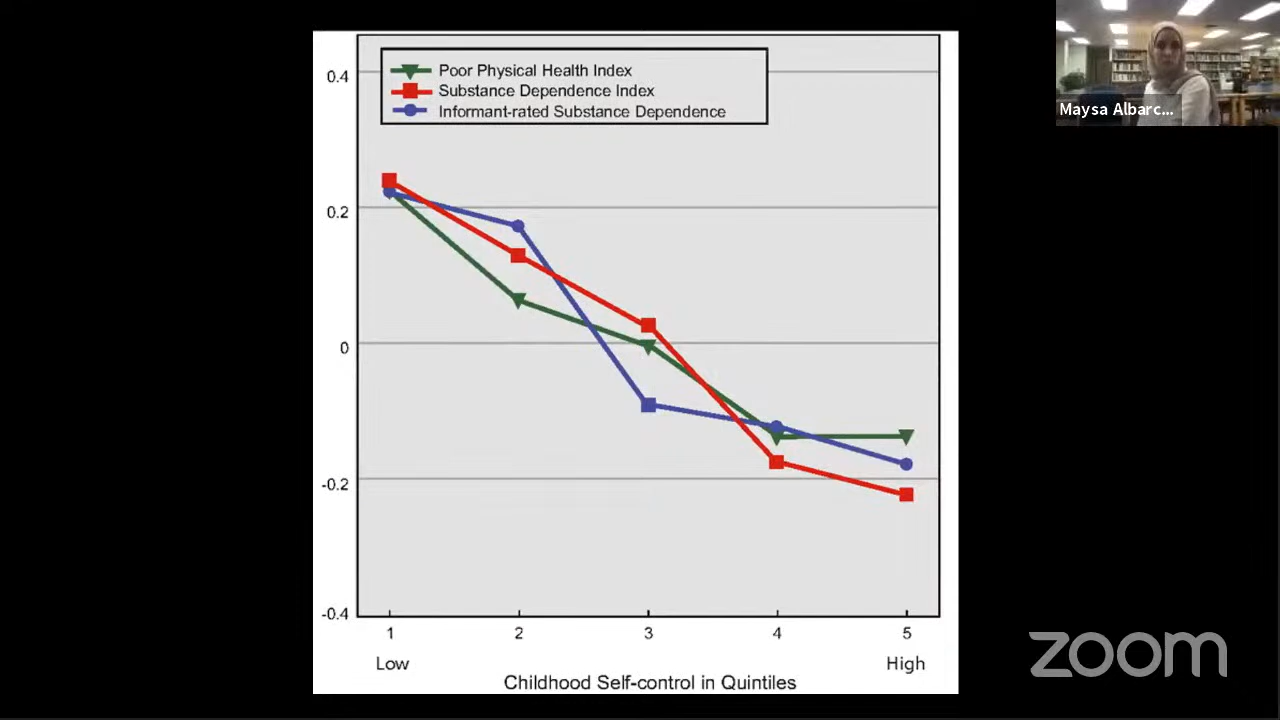 Poor Physical Health Index
Substance Dependence Index
Informant-rated Substance Dependence
0.4
0.2
0
-0.2
-0.4
1 2 3 4 5
Low High
Childhood Self-control in Quintiles
Maysa Albarc...
zoom